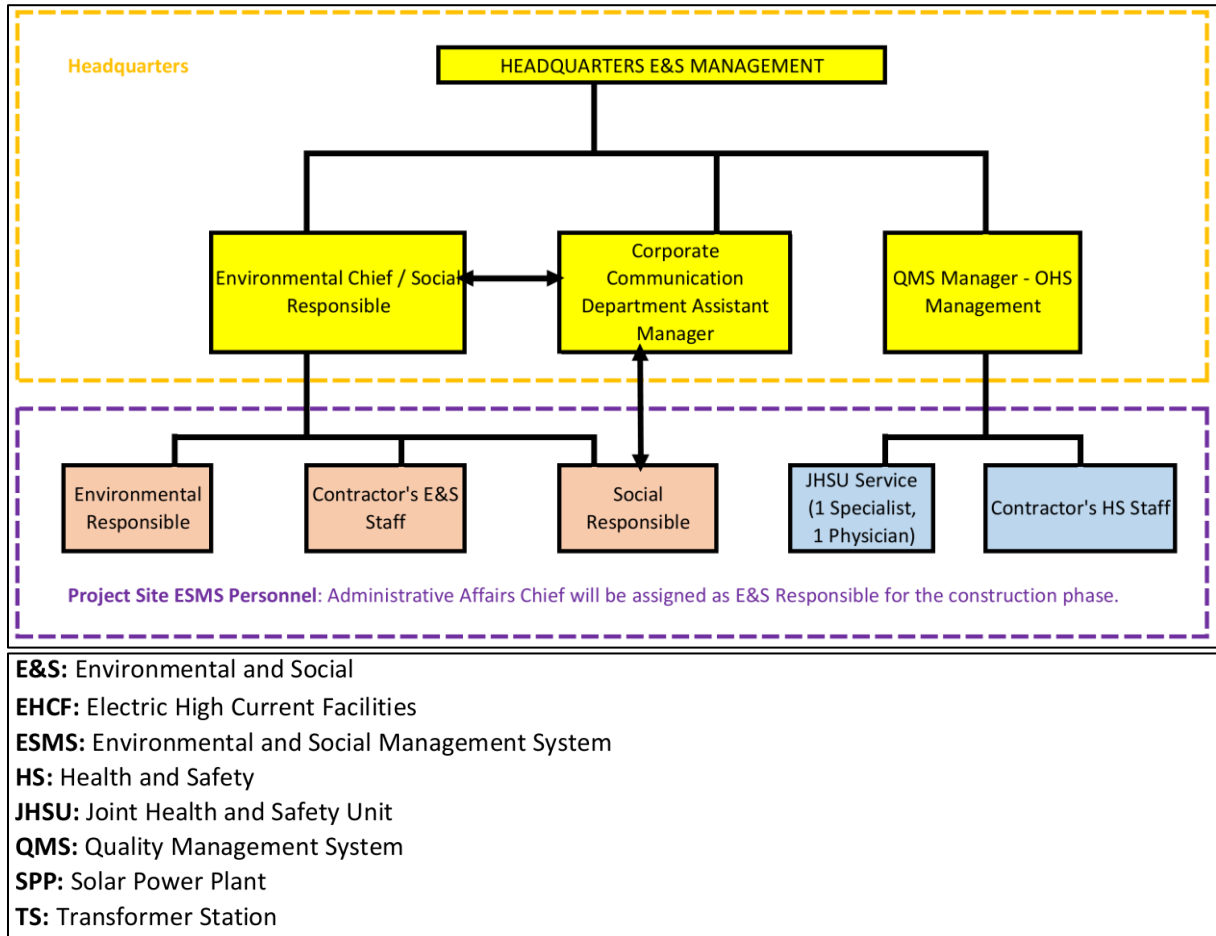 Headquarters
HEADQUARTERS E&S MANAGEMENT
Environmental Chief / Social
Responsible
Corporate
Communication
Department Assistant
Manager
QMS Manager - OHS
Management
Environmental
Responsible
Contractor's E&S
Staff
Social
Responsible
JHSU Service
(1 Specialist,
1 Physician)
Contractor's HS Staff
Project Site ESMS Personnel: Administrative Affairs Chief will be assigned as E&S Responsible for the construction phase.
E&S: Environmental and Social
EHCF: Electric High Current Facilities
ESMS: Environmental and Social Management System
HS: Health and Safety
JHSU: Joint Health and Safety Unit
QMS: Quality Management System
SPP: Solar Power Plant
TS: Transformer Station